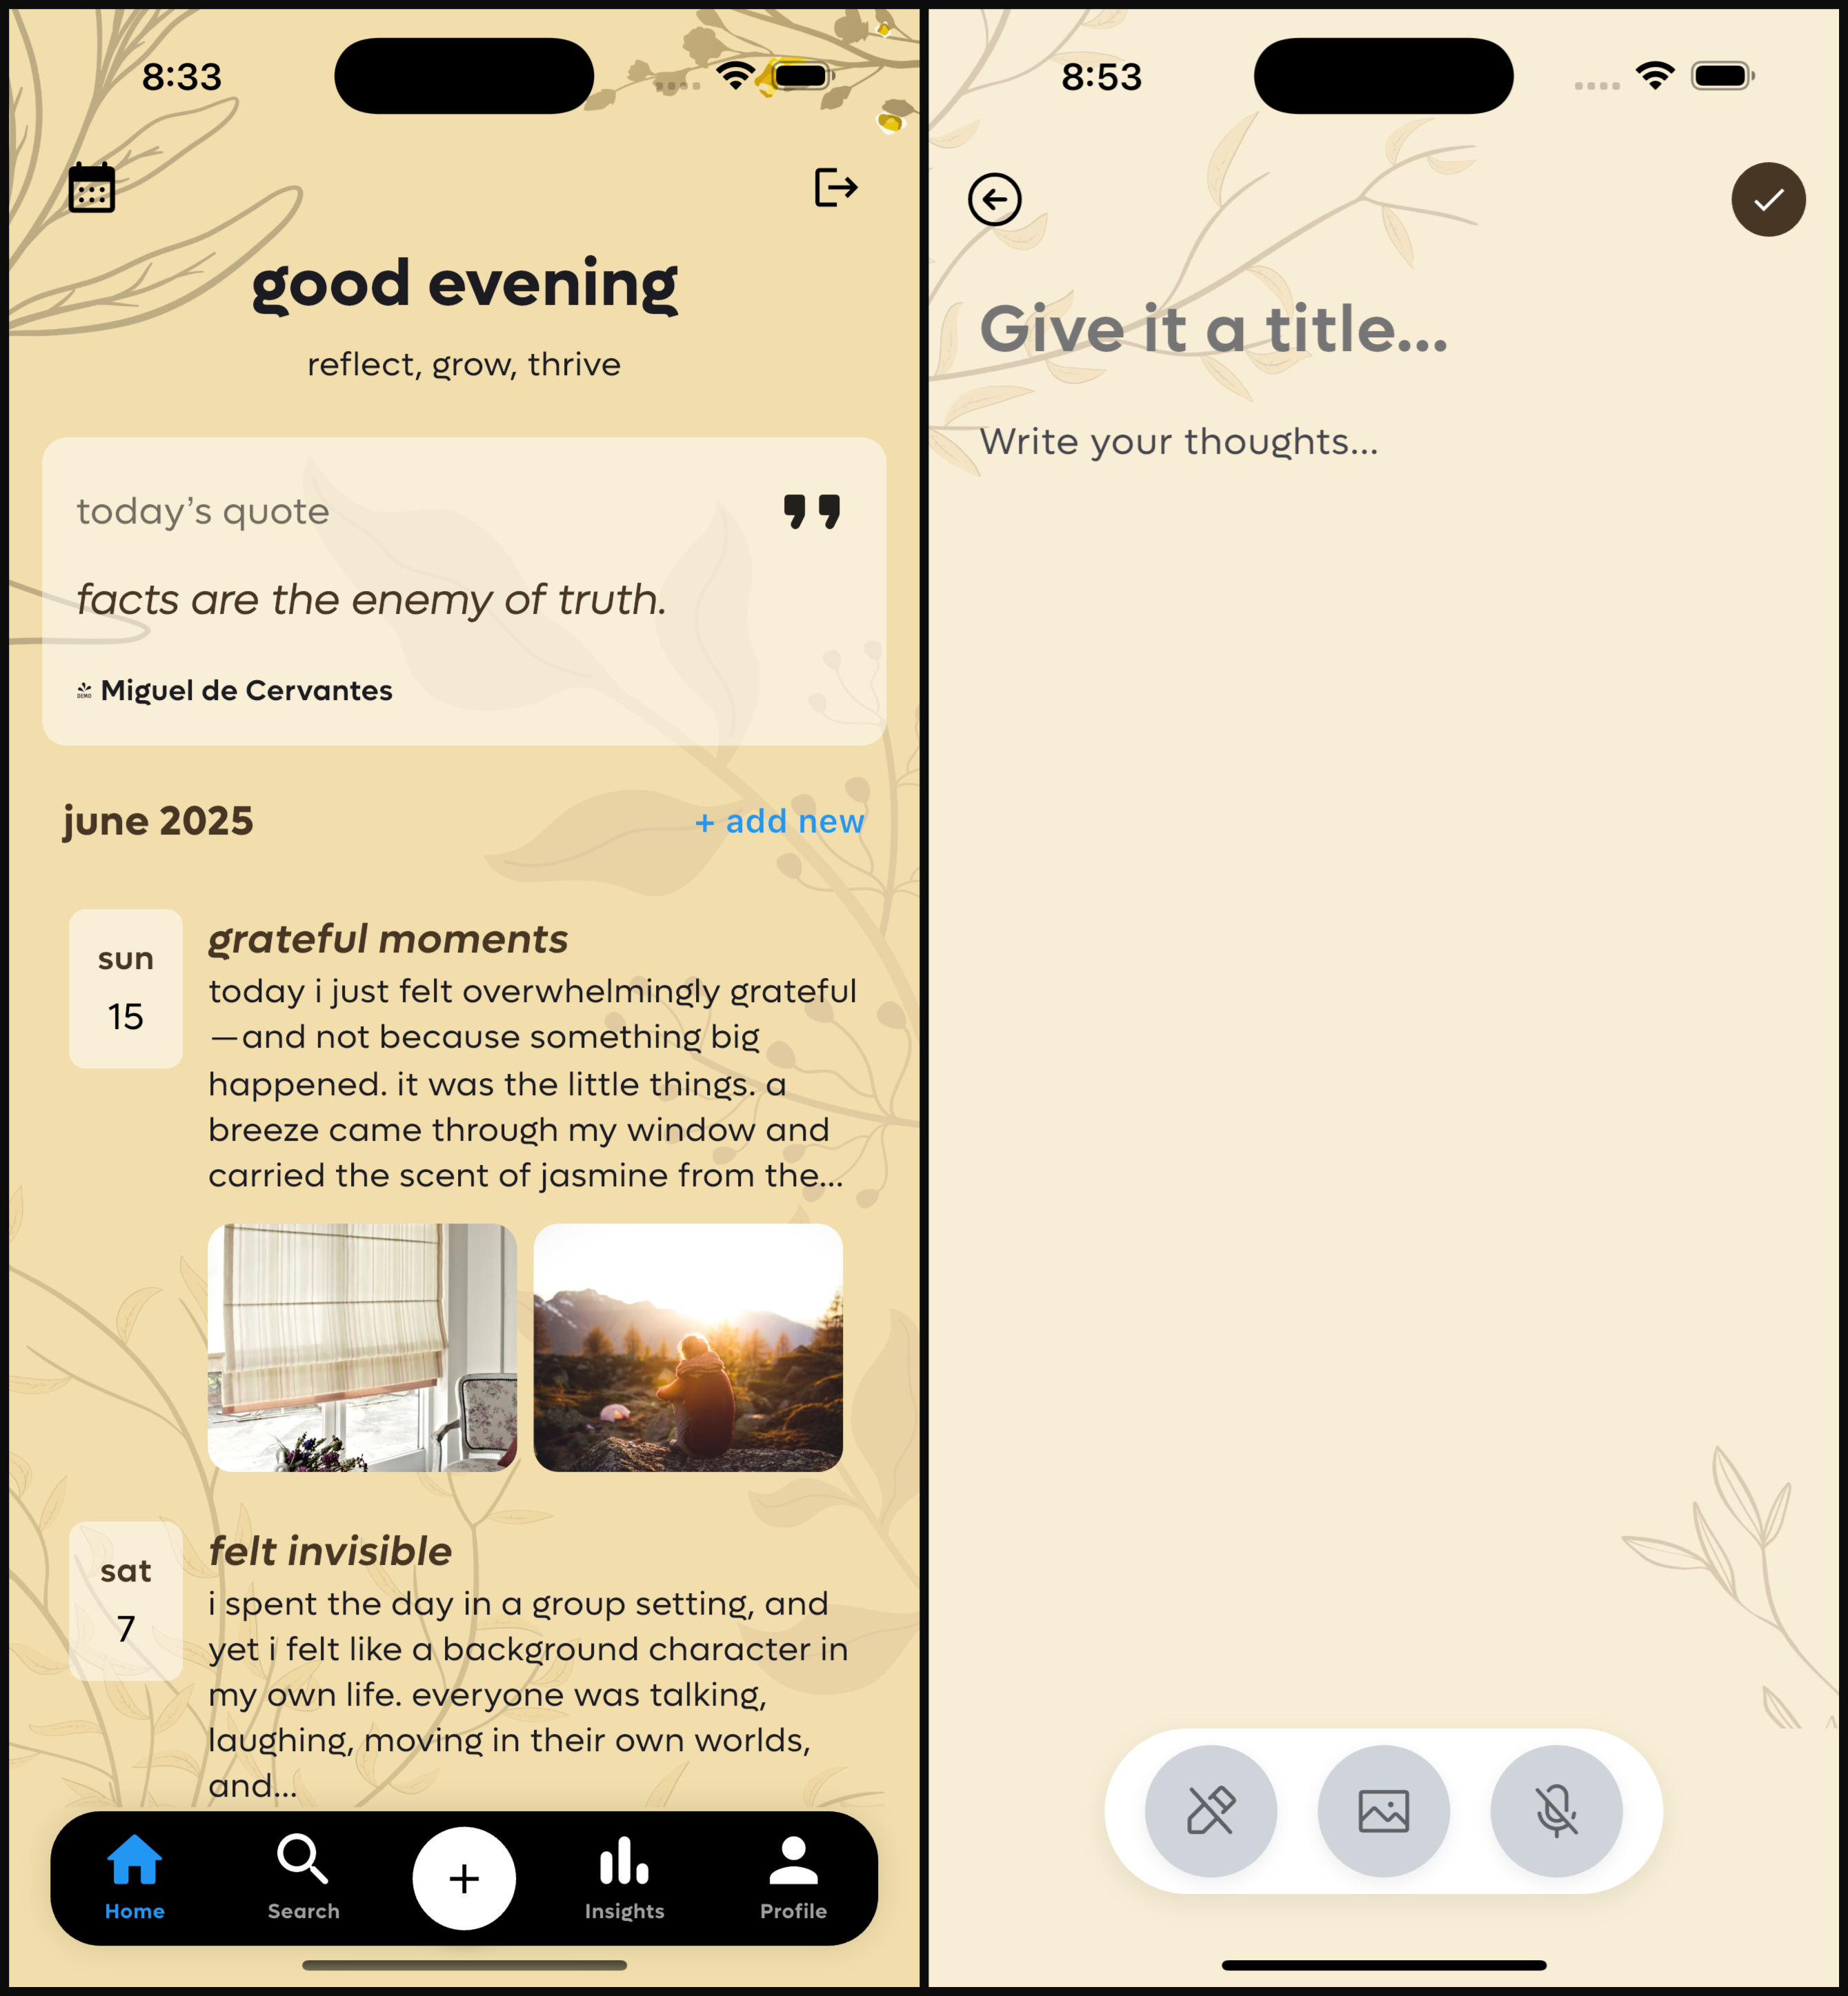 8:33
good evening
reflect, grow, thrive
today’s quote
facts are the enemy of truth.
DEMO Miguel de Cervantes
june 2025
+ add new
sun
15
grateful moments
today i just felt overwhelmingly grateful
—and not because something big
happened. it was the little things. a
breeze came through my window and
carried the scent of jasmine from the...
sat
7
felt invisible
i spent the day in a group setting, and
yet i felt like a background character in
my own life. everyone was talking,
laughing, moving in their own worlds,
and...
Home
Search
Insights
Profile
8:53
Give it a title...
Write your thoughts...